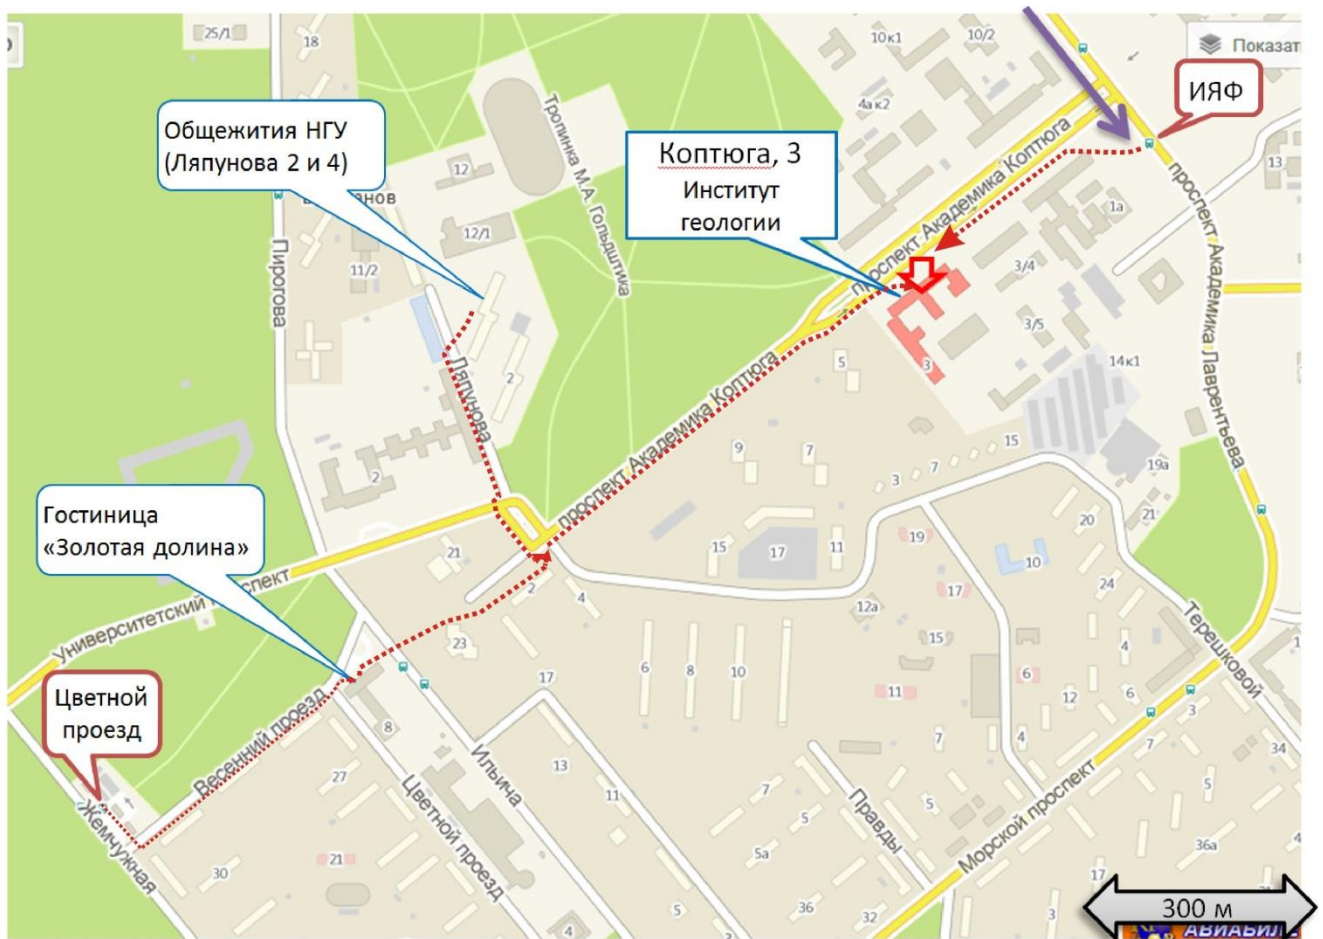 25/1
18
10к1
10/2
Показат
ИЯФ
4ак2
Общежития НГУ
(Ляпунова 2 и 4)
Тропинка М.А. Гольдштика
Коптюга, 3
Институт
геологии
12
12/1
11/2
Пирогова
проспект Академика Коптюга
проспект Академика Коптюга
13
1а
3/4
3/5
3
14к1
проспект Академика Лаврентьева
Ляпунова
2
2
проспект Академика Коптюга
5
9
7
3
7
15
19а
21
20
Гостиница
«Золотая долина»
Университетский
спект
21
2
4
15
17
11
19
17
10
24
12а
15
11
Терешковой
23
17
6
8
10
6
4
12
6
3
7
4
7
34
Цветной
проезд
Весенний проезд
Жемчужная
8
27
30
21
Ильича
Цветной проезд
13
11
7
5
5а
5
36
32
Правды
5
5
Морской проспект
36а
17
3
4
300 м